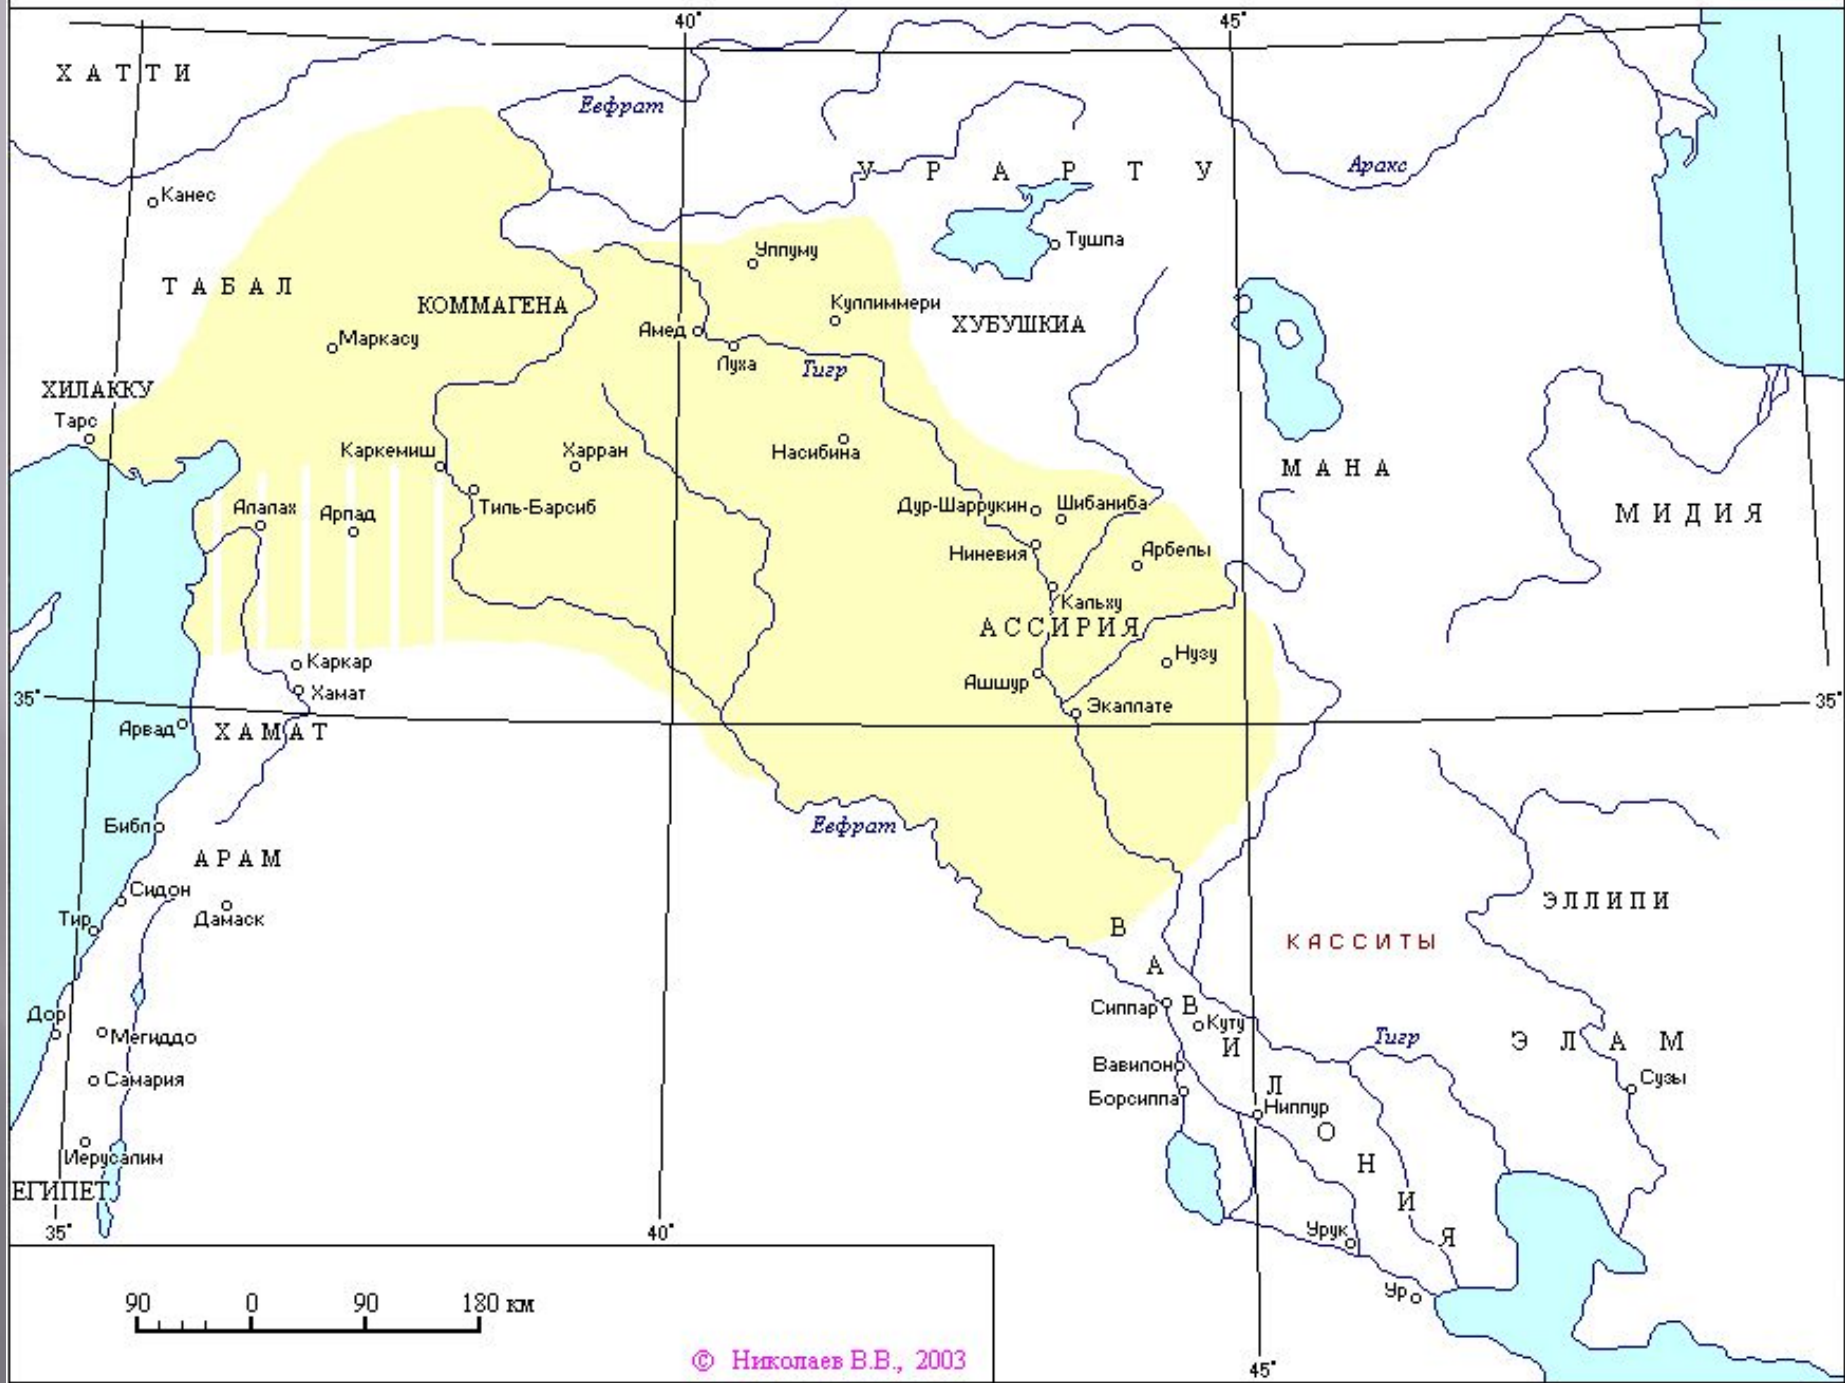 40° 45°
ХАТТИ
Евфрат
УРАРТУ
Аракс
Канес
Тушпа
Уппуму
ТАБАЛ
КОММАГЕНА
Куллиммери
ХУБУШКИА
Амед
Маркасу
Луха
Тигр
ХИЛАККУ
Тарс
Каркемиш
Харран
Насибина
МАНА
Алалах
Арпад
Тиль-Барсиб
Дур-Шаррукин
Шибаниба
МИДИЯ
Ниневия
Арбелы
Кальху
АССИРИЯ
Каркар
Нузу
Хамат
Ашшур
35° 35°
Экаллате
Арвад
ХАМАТ
Библ
Евфрат
АРАМ
Сидон
Тир
Дамаск
ЭЛЛИПИ
КАССИТЫ
ВАВИЛОНИЯ
Сиппар
Куту
Дор
Мегиддо
Тигр
ЭЛАМ
Вавилон
Самария
Сузы
Борсиппа
Ниппур
Иерусалим
ЕГИПЕТ
35° 40°
Урук
Ур
90 0 90 180 км
© Николаев В.В., 2003
45°